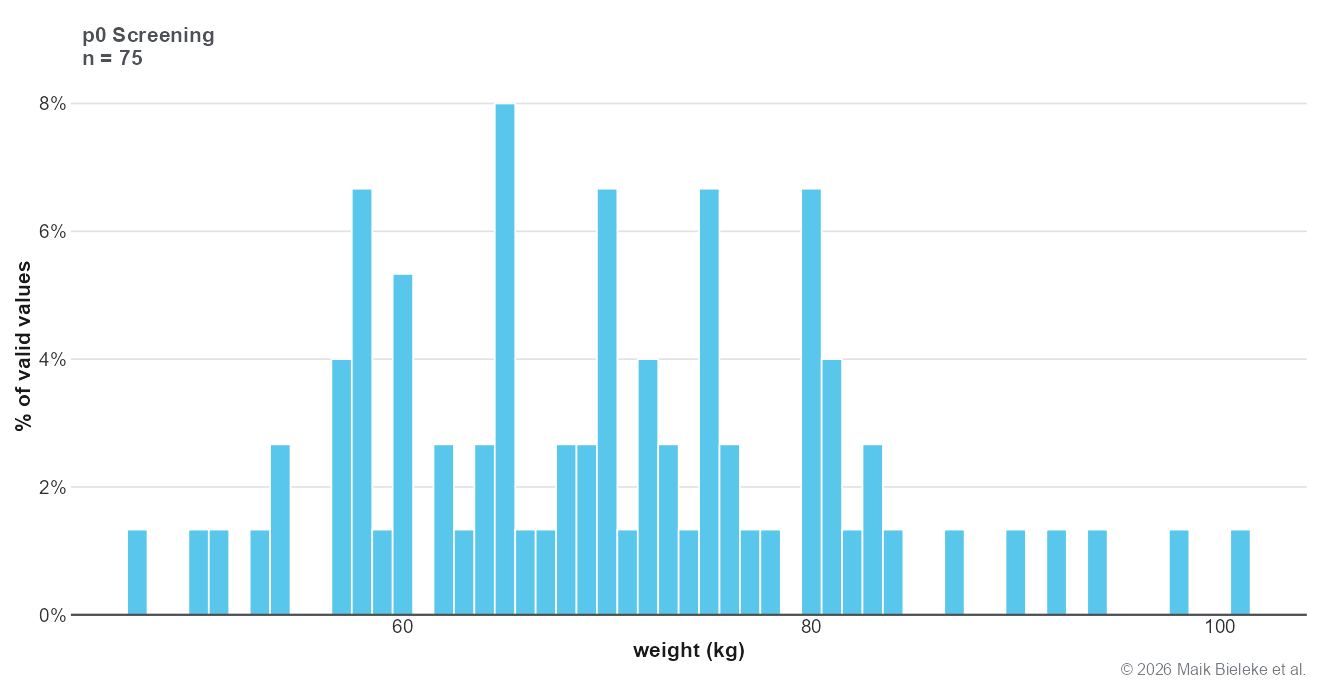 p0 Screening
n = 75
8%
6%
4%
2%
0%
% of valid values
60 80 100
weight (kg)
© 2026 Maik Bieleke et al.